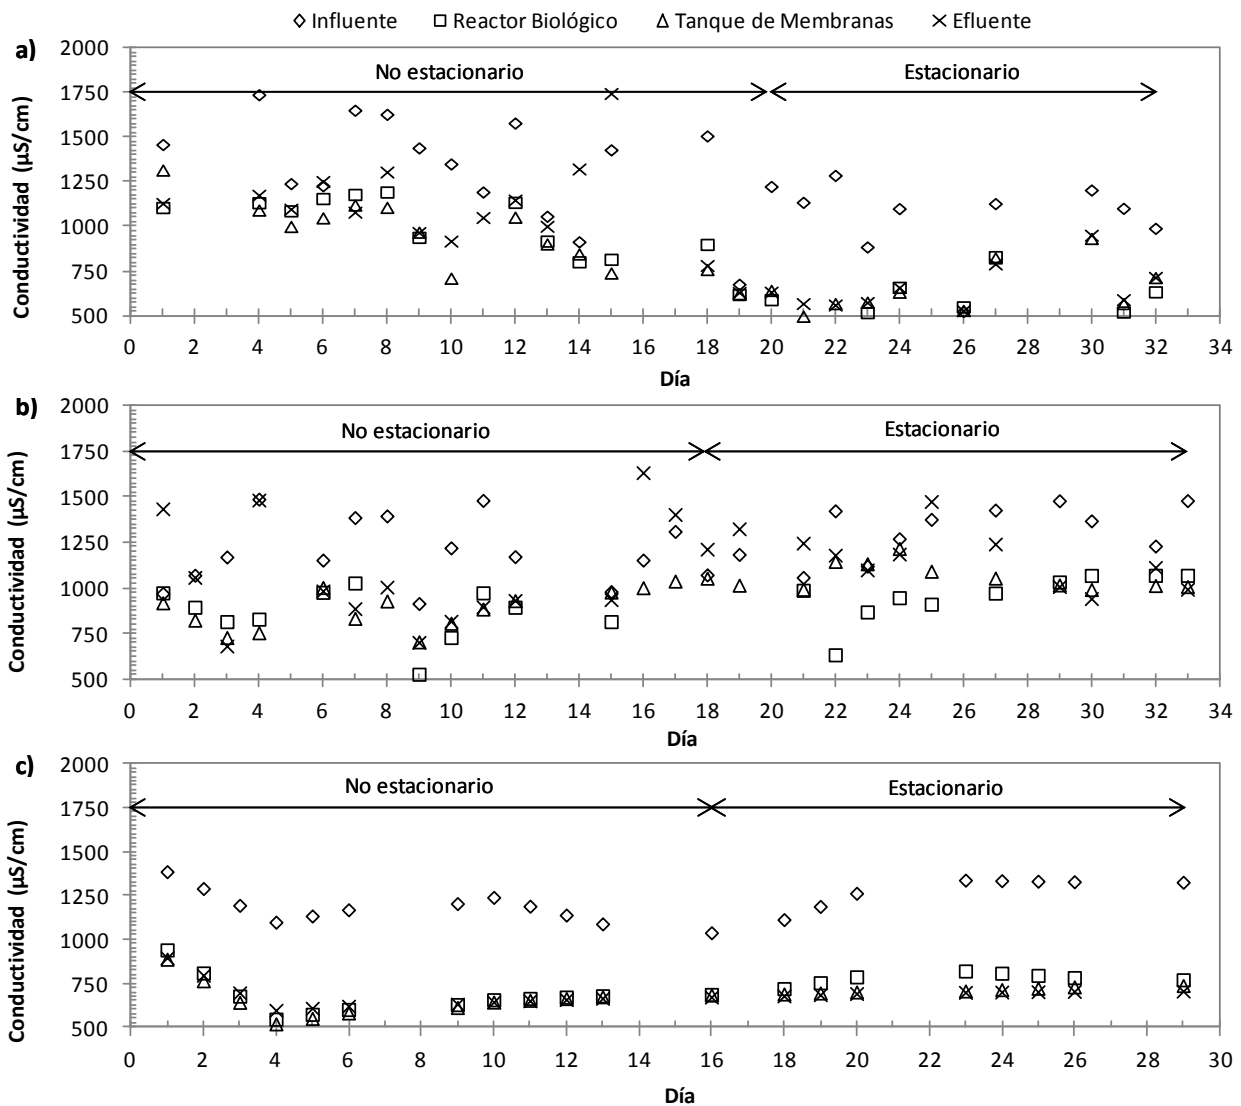 Influente Reactor Biológico Tanque de Membranas Efluente
a)
2000
1750
1500
1250
1000
750
500
Conductividad (µS/cm)
No estacionario Estacionario
0 2 4 6 8 10 12 14 16 18 20 22 24 26 28 30 32 34
Día
b)
2000
1750
1500
1250
1000
750
500
Conductividad (µS/cm)
No estacionario Estacionario
0 2 4 6 8 10 12 14 16 18 20 22 24 26 28 30 32 34
Día
c)
2000
1750
1500
1250
1000
750
500
Conductividad (µS/cm)
No estacionario Estacionario
0 2 4 6 8 10 12 14 16 18 20 22 24 26 28 30
Día